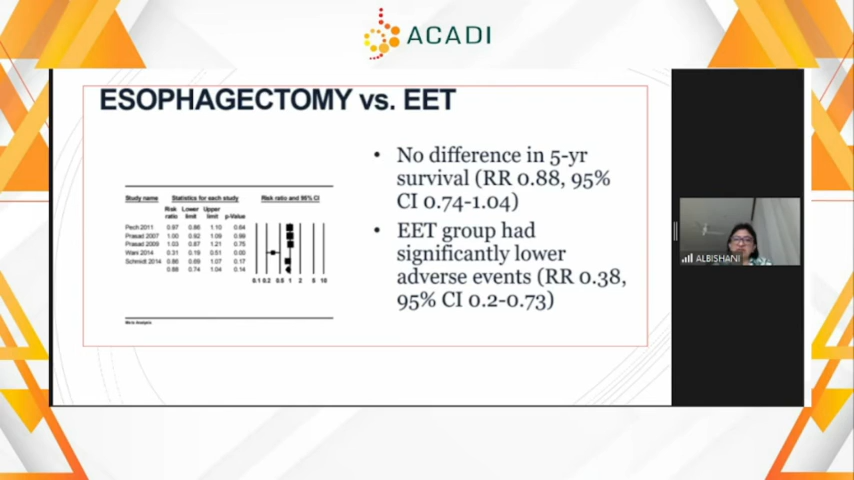 ACADI
ESOPHAGECTOMY vs. EET
• No difference in 5-yr
survival (RR 0.88, 95%
CI 0.74-1.04)
• EET group had
significantly lower
adverse events (RR 0.38,
95% CI 0.2-0.73)
Study name Statistics for each study Risk ratio and 95% CI
Risk Lower Upper
ratio limit limit p-Value
Pech 2011 0.97 0.86 1.10 0.64
Prasad 2007 1.00 0.92 1.09 0.98
Prasad 2009 1.03 0.87 1.21 0.75
Wani 2014 0.31 0.19 0.51 0.00
Schmidt 2014 0.86 0.69 1.07 0.17
0.88 0.74 1.04 0.14
0.1 0.2 0.5 1 2 5 10
Meta Analysis
ALBISHANI